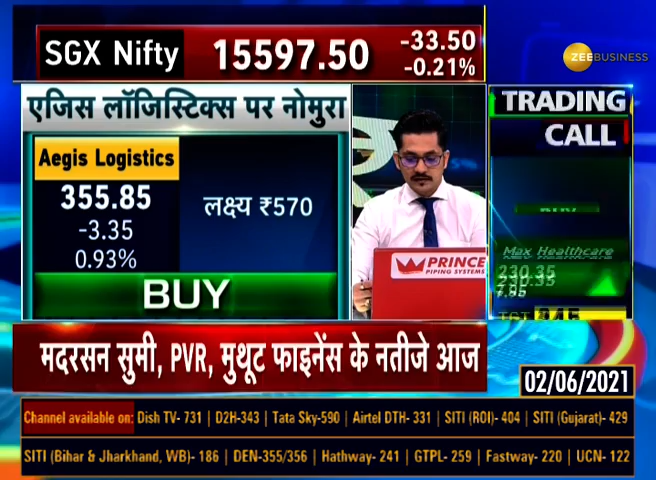 SGX Nifty 15597.50 -33.50
-0.21%
ZEE BUSINESS
एजिस लॉजिस्टिक्स पर नोमुरा
Aegis Logistics
355.85
-3.35
0.93%
लक्ष्य ₹570
BUY
PRINCE
PIPING SYSTEMS
TRADING
CALL
BUY
Max Healthcare
230.35
मदरसन सुमी, PVR, मुथूट फाइनेंस के नतीजे आज
02/06/2021
Channel available on: Dish TV- 731 | D2H-343 | Tata Sky-590 | Airtel DTH- 331 | SITI (ROI)- 404 | SITI (Gujarat)- 429
SITI (Bihar & Jharkhand, WB)- 186 | DEN-355/356 | Hathway- 241 | GTPL- 259 | Fastway- 220 | UCN- 122